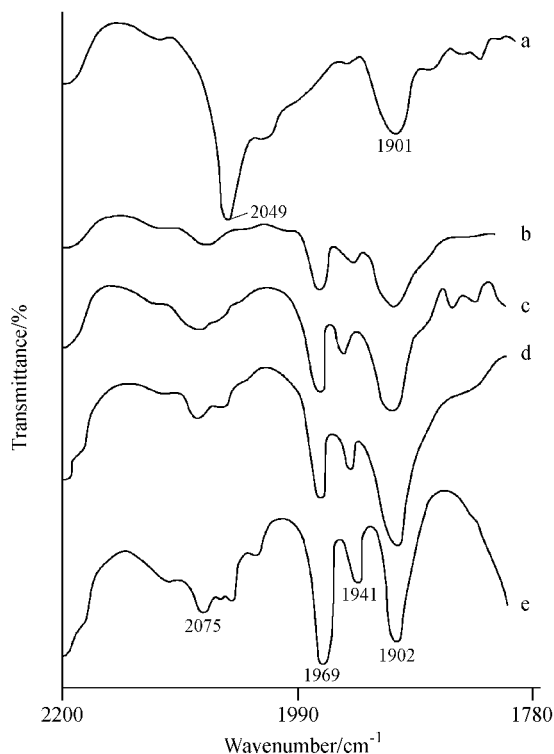 a
1901
2049
b
c
d
Transmittance/%
e
1941
2075
1902
1969
2200
1990
1780
Wavenumber/cm⁻¹